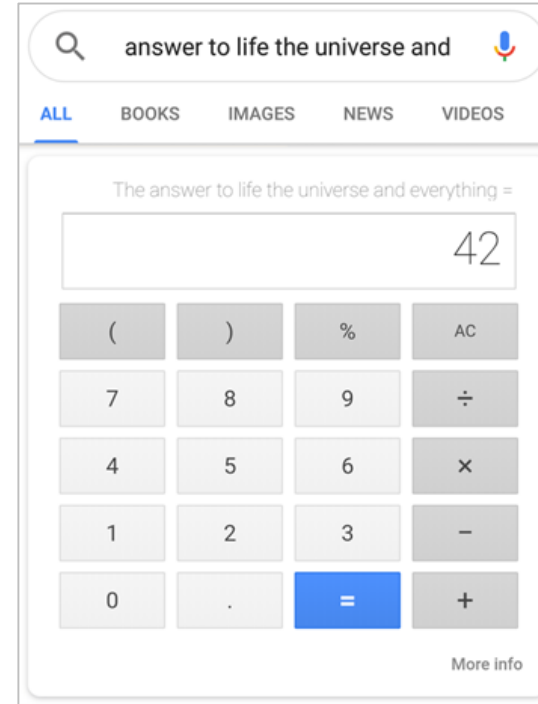 answer to life the universe and
ALL BOOKS IMAGES NEWS VIDEOS
The answer to life the universe and everything =
42
( ) % AC
7 8 9 ÷
4 5 6 ×
1 2 3 −
0 . = +
More info